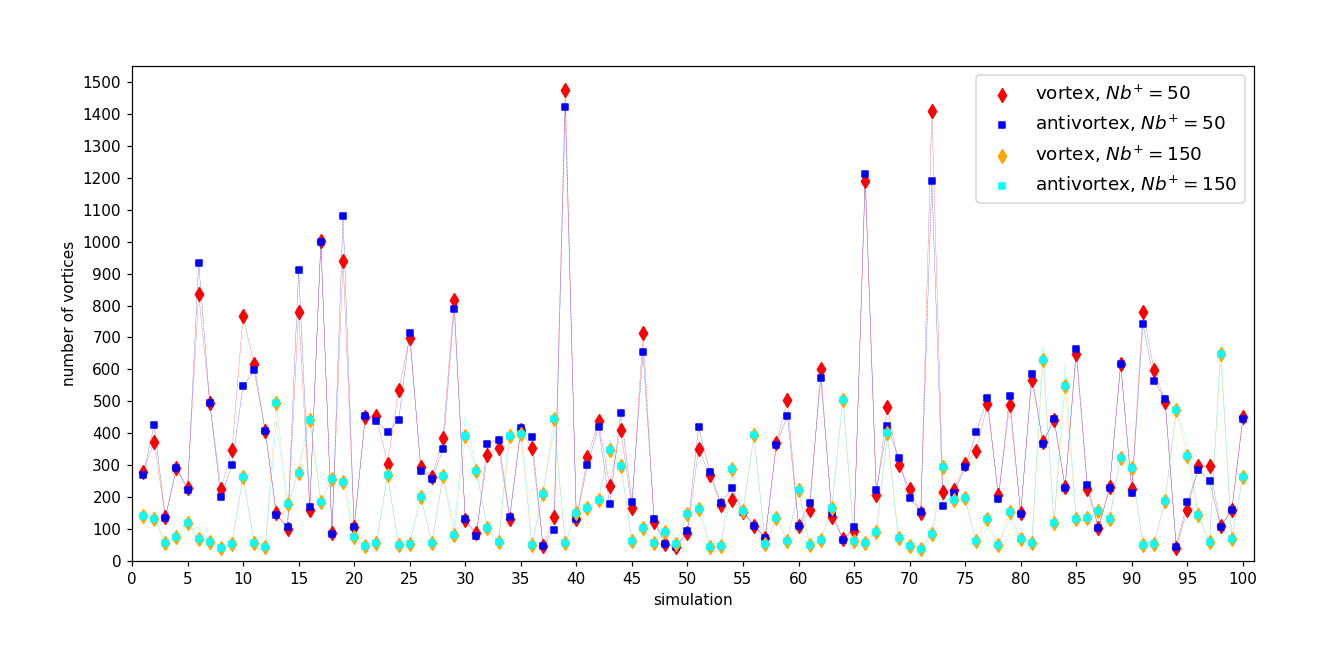 number of vortices
1500
1400
1300
1200
1100
1000
900
800
700
600
500
400
300
200
100
0
vortex, Nb⁺ = 50
antivortex, Nb⁺ = 50
vortex, Nb⁺ = 150
antivortex, Nb⁺ = 150
0 5 10 15 20 25 30 35 40 45 50 55 60 65 70 75 80 85 90 95 100
simulation